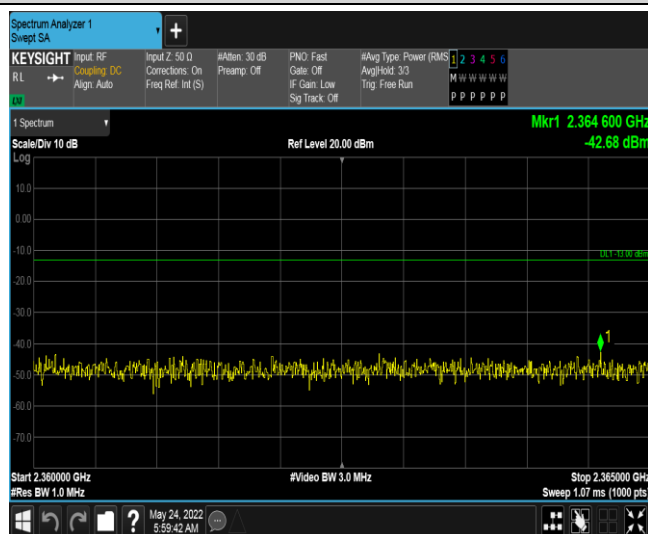 Spectrum Analyzer 1
Swept SA
+
KEYSIGHT Input: RF Input Z: 50 Ω #Atten: 30 dB PNO: Fast #Avg Type: Power (RMS 1 2 3 4 5 6
RL Coupling: DC Corrections: On Preamp: Off Gate: Off Avg|Hold: 3/3 M W W W W W
Align: Auto Freq Ref: Int (S) IF Gain: Low Trig: Free Run P P P P P P
Sig Track: Off
LXI
1 Spectrum Mkr1 2.364 600 GHz
Scale/Div 10 dB Ref Level 20.00 dBm -42.68 dBm
Log
10.0
0.00
-10.0
DL1 -13.00 dBm
-20.0
-30.0
1
-40.0
-50.0
-60.0
-70.0
Start 2.360000 GHz #Video BW 3.0 MHz Stop 2.365000 GHz
#Res BW 1.0 MHz Sweep 1.07 ms (1000 pts)
? May 24, 2022
5:59:42 AM